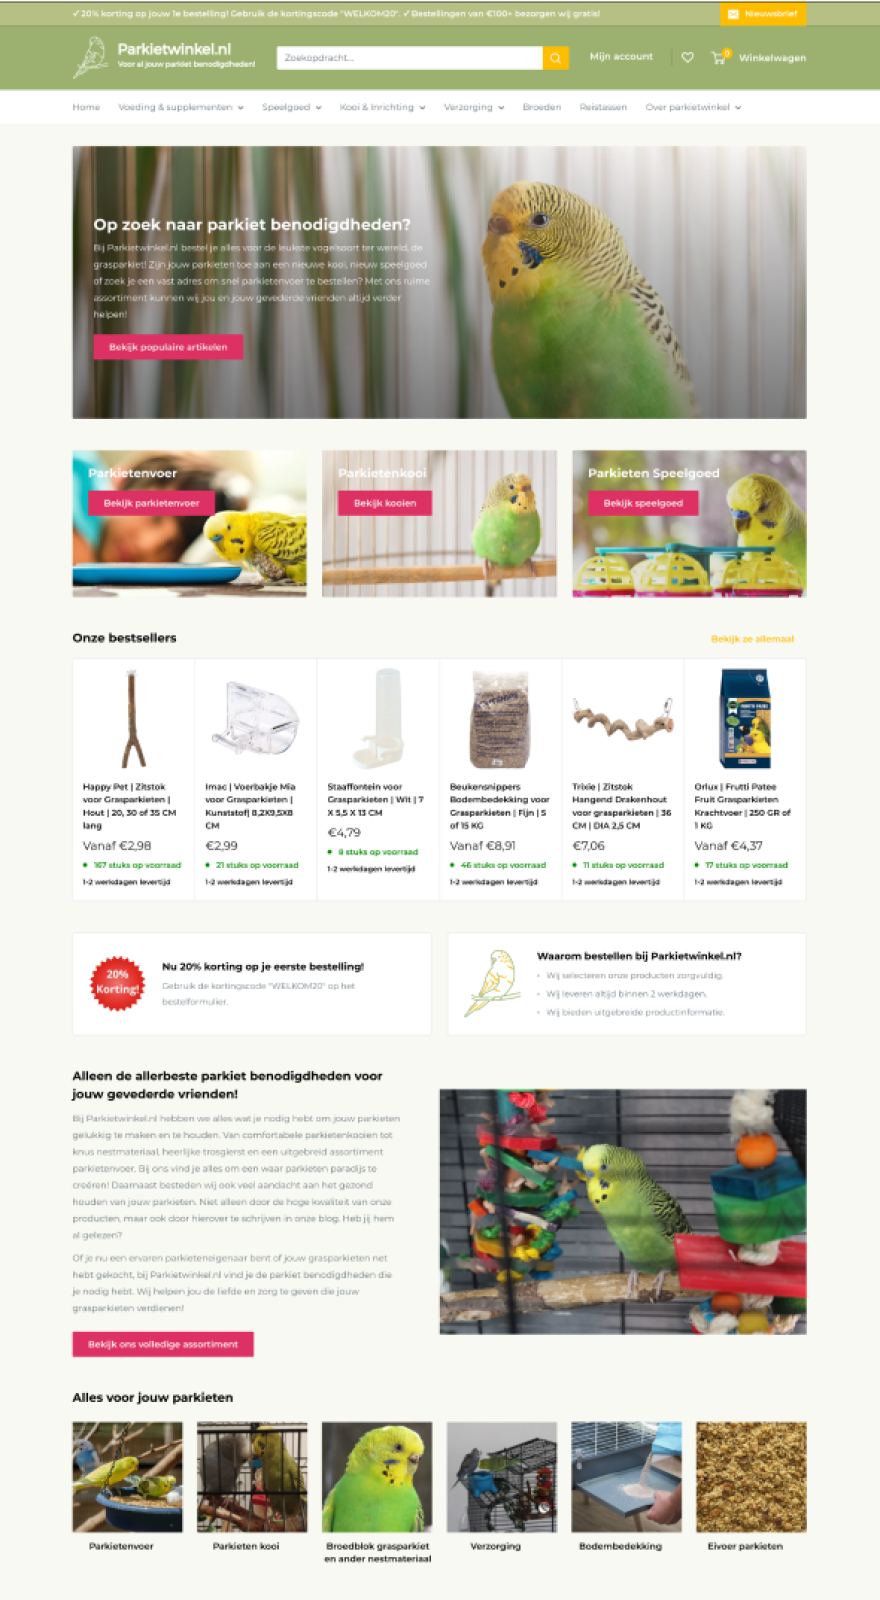 ✓ 20% korting op jouw 1e bestelling! Gebruik de kortingscode "WELKOM20". ✓ Bestellingen van €100+ bezorgen wij gratis!
Nieuwsbrief
Parkietwinkel.nl
Voor al jouw parkiet benodigdheden!
Zoekopdracht...
Mijn account
0
Winkelwagen
Home
Voeding & supplementen
Speelgoed
Kooi & Inrichting
Verzorging
Broeden
Reistassen
Over parkietwinkel
Op zoek naar parkiet benodigdheden?
Bij Parkietwinkel.nl bestel je alles voor de leukste vogelsoort ter wereld, de
grasparkiet! Zijn jouw parkieten toe aan een nieuwe kooi, nieuw speelgoed
of zoek je een vast adres om snel parkietenvoer te bestellen? Met ons ruime
assortiment kunnen wij jou en jouw gevederde vrienden altijd verder
helpen!
Bekijk populaire artikelen
Parkietenvoer
Bekijk parkietenvoer
Parkietenkooi
Bekijk kooien
Parkieten Speelgoed
Bekijk speelgoed
Onze bestsellers
Bekijk ze allemaal
Happy Pet | Zitstok
voor Grasparkieten |
Hout | 20, 30 of 35 CM
lang
Vanaf €2,98
167 stuks op voorraad
1-2 werkdagen levertijd
Imac | Voerbakje Mia
voor Grasparkieten |
Kunststof| 8,2X9,5X8
CM
€2,99
21 stuks op voorraad
1-2 werkdagen levertijd
Staaffontein voor
Grasparkieten | Wit | 7
X 5,5 X 13 CM
€4,79
8 stuks op voorraad
1-2 werkdagen levertijd
Beukensnippers
Bodembedekking voor
Grasparkieten | Fijn | 5
of 15 KG
Vanaf €8,91
46 stuks op voorraad
1-2 werkdagen levertijd
Trixie | Zitstok
Hangend Drakenhout
voor grasparkieten | 36
CM | DIA 2,5 CM
€7,06
11 stuks op voorraad
1-2 werkdagen levertijd
Orlux | Frutti Patee
Fruit Grasparkieten
Krachtvoer | 250 GR of
1 KG
Vanaf €4,37
17 stuks op voorraad
1-2 werkdagen levertijd
20%
Korting!
Nu 20% korting op je eerste bestelling!
Gebruik de kortingscode "WELKOM20" op het
bestelformulier.
Waarom bestellen bij Parkietwinkel.nl?
Wij selecteren onze producten zorgvuldig.
Wij leveren altijd binnen 2 werkdagen.
Wij bieden uitgebreide productinformatie.
Alleen de allerbeste parkiet benodigdheden voor
jouw gevederde vrienden!
Bij Parkietwinkel.nl hebben we alles wat je nodig hebt om jouw parkieten
gelukkig te maken en te houden. Van comfortabele parkietenkooien tot
knus nestmateriaal, heerlijke trosgierst en een uitgebreid assortiment
parkietenvoer. Bij ons vind je alles om een waar parkieten paradijs te
creëren! Daarnaast besteden wij ook veel aandacht aan het gezond
houden van jouw parkieten. Niet alleen door de hoge kwaliteit van onze
producten, maar ook door hierover te schrijven in onze blog. Heb jij hem
al gelezen?
Of je nu een ervaren parkieteneigenaar bent of jouw grasparkieten net
hebt gekocht, bij Parkietwinkel.nl vind je de parkiet benodigdheden die
je nodig hebt. Wij helpen jou de liefde en zorg te geven die jouw
grasparkieten verdienen!
Bekijk ons volledige assortiment
Alles voor jouw parkieten
Parkietenvoer
Parkieten kooi
Broedblok grasparkiet
en ander nestmateriaal
Verzorging
Bodembedekking
Eivoer parkieten